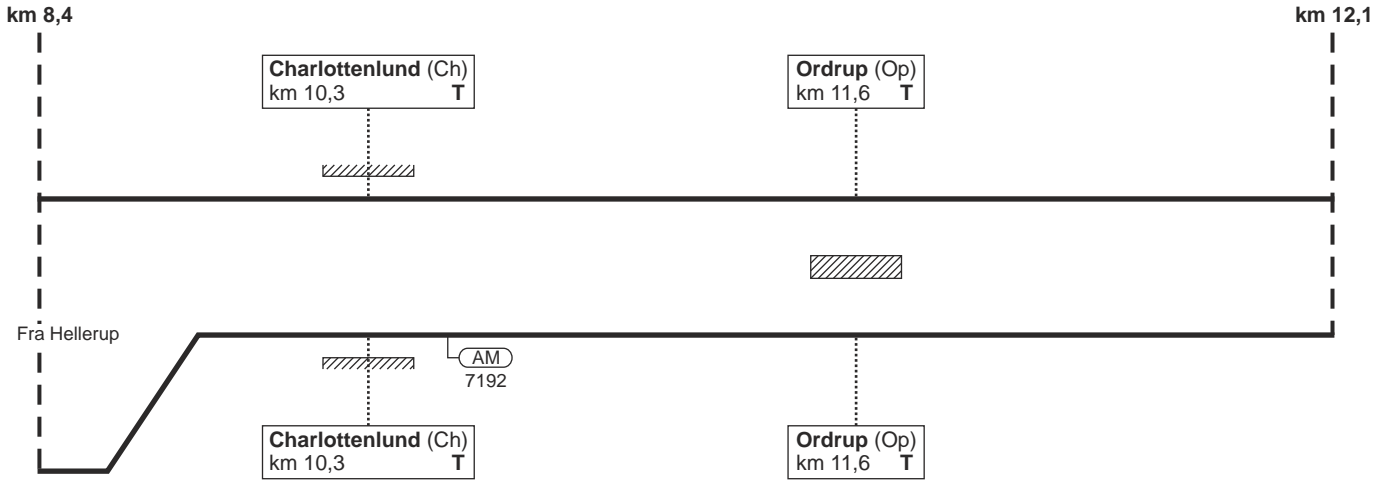 km 8,4
km 12,1
Charlottenlund (Ch)
km 10,3 T
Ordrup (Op)
km 11,6 T
Fra Hellerup
AM
7192
Charlottenlund (Ch)
km 10,3 T
Ordrup (Op)
km 11,6 T